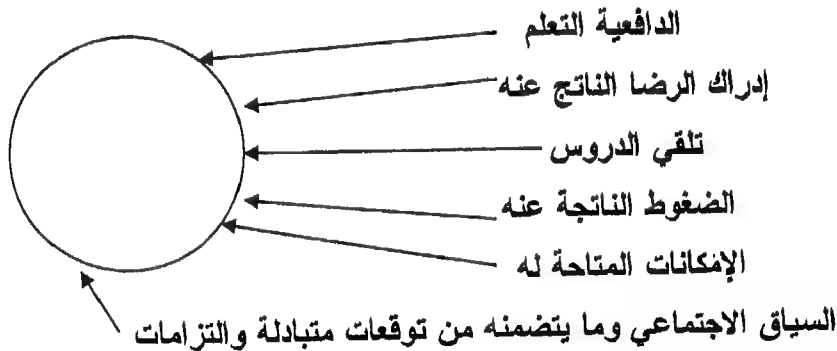 الدافعية التعلم
إدراك الرضا الناتج عنه
تلقي الدروس
الضغوط الناتجة عنه
الإمكانات المتاحة له
السياق الاجتماعي وما يتضمنه من توقعات متبادلة والتزامات